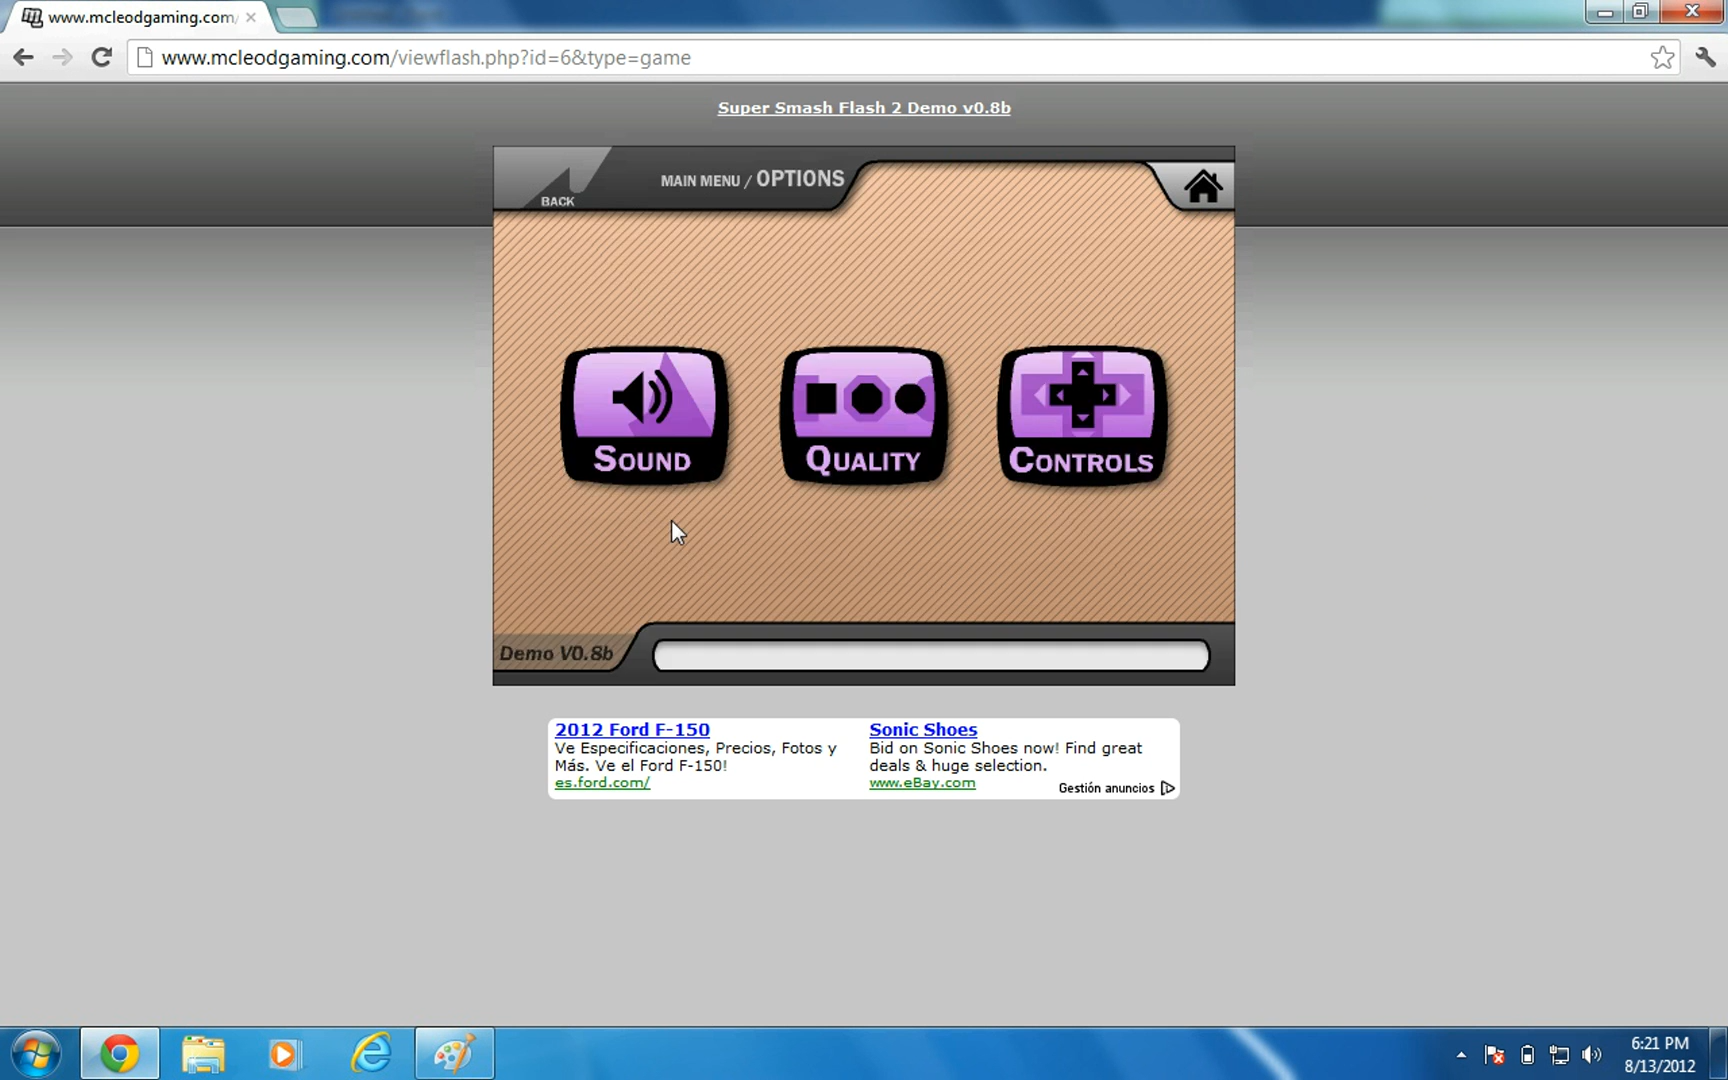 www.mcleodgaming.com/
www.mcleodgaming.com/viewflash.php?id=6&type=game
Super Smash Flash 2 Demo v0.8b
BACK
MAIN MENU / OPTIONS
SOUND
QUALITY
CONTROLS
Demo V0.8b
2012 Ford F-150
Ve Especificaciones, Precios, Fotos y
Más. Ve el Ford F-150!
es.ford.com/
Sonic Shoes
Bid on Sonic Shoes now! Find great
deals & huge selection.
www.eBay.com
Gestión anuncios
6:21 PM
8/13/2012